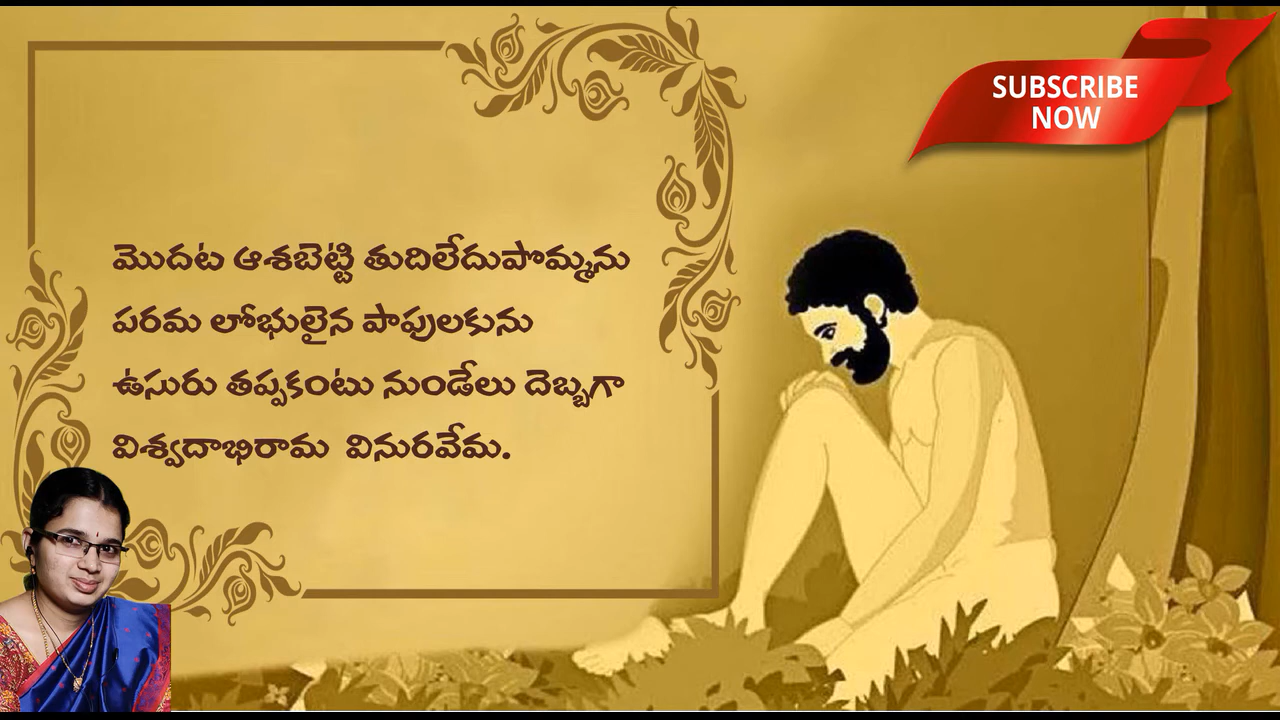 మొదట ఆశబెట్టి తుదిలేదుపొమ్మను
పరమ లోభులైన పాపులకును
ఉసురు తప్పకంటు నుండేలు దెబ్బగా
విశ్వదాభిరామ వినురవేమ.
SUBSCRIBE
NOW